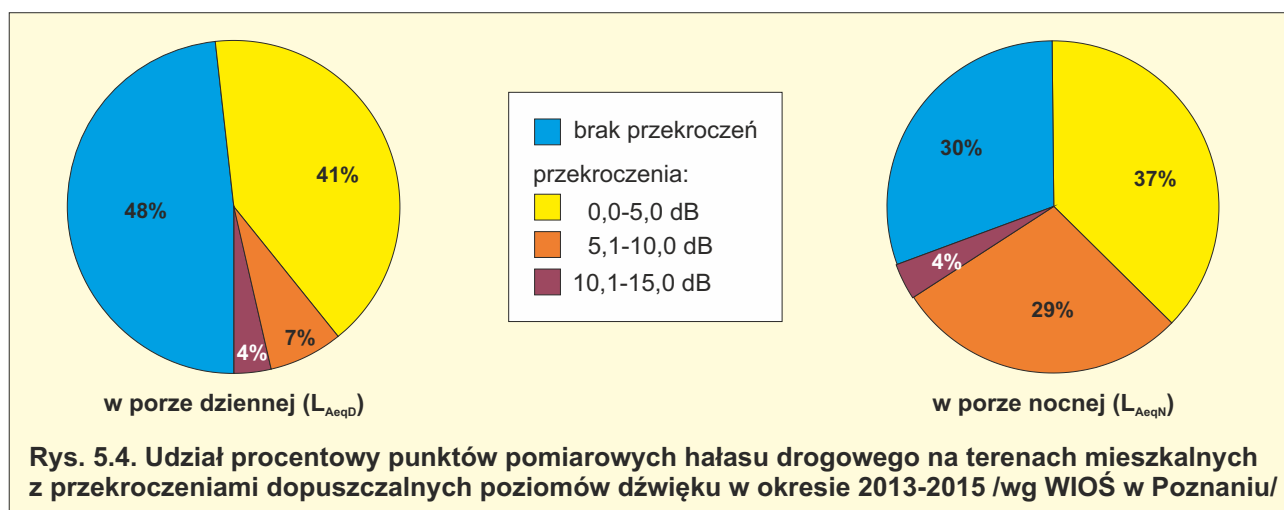 48%
41%
7%
4%
w porze dziennej (LAeqD)
brak przekroczeń
przekroczenia:
0,0-5,0 dB
5,1-10,0 dB
10,1-15,0 dB
30%
37%
29%
4%
w porze nocnej (LAeqN)
Rys. 5.4. Udział procentowy punktów pomiarowych hałasu drogowego na terenach mieszkalnych
z przekroczeniami dopuszczalnych poziomów dźwięku w okresie 2013-2015 /wg WIOŚ w Poznaniu/